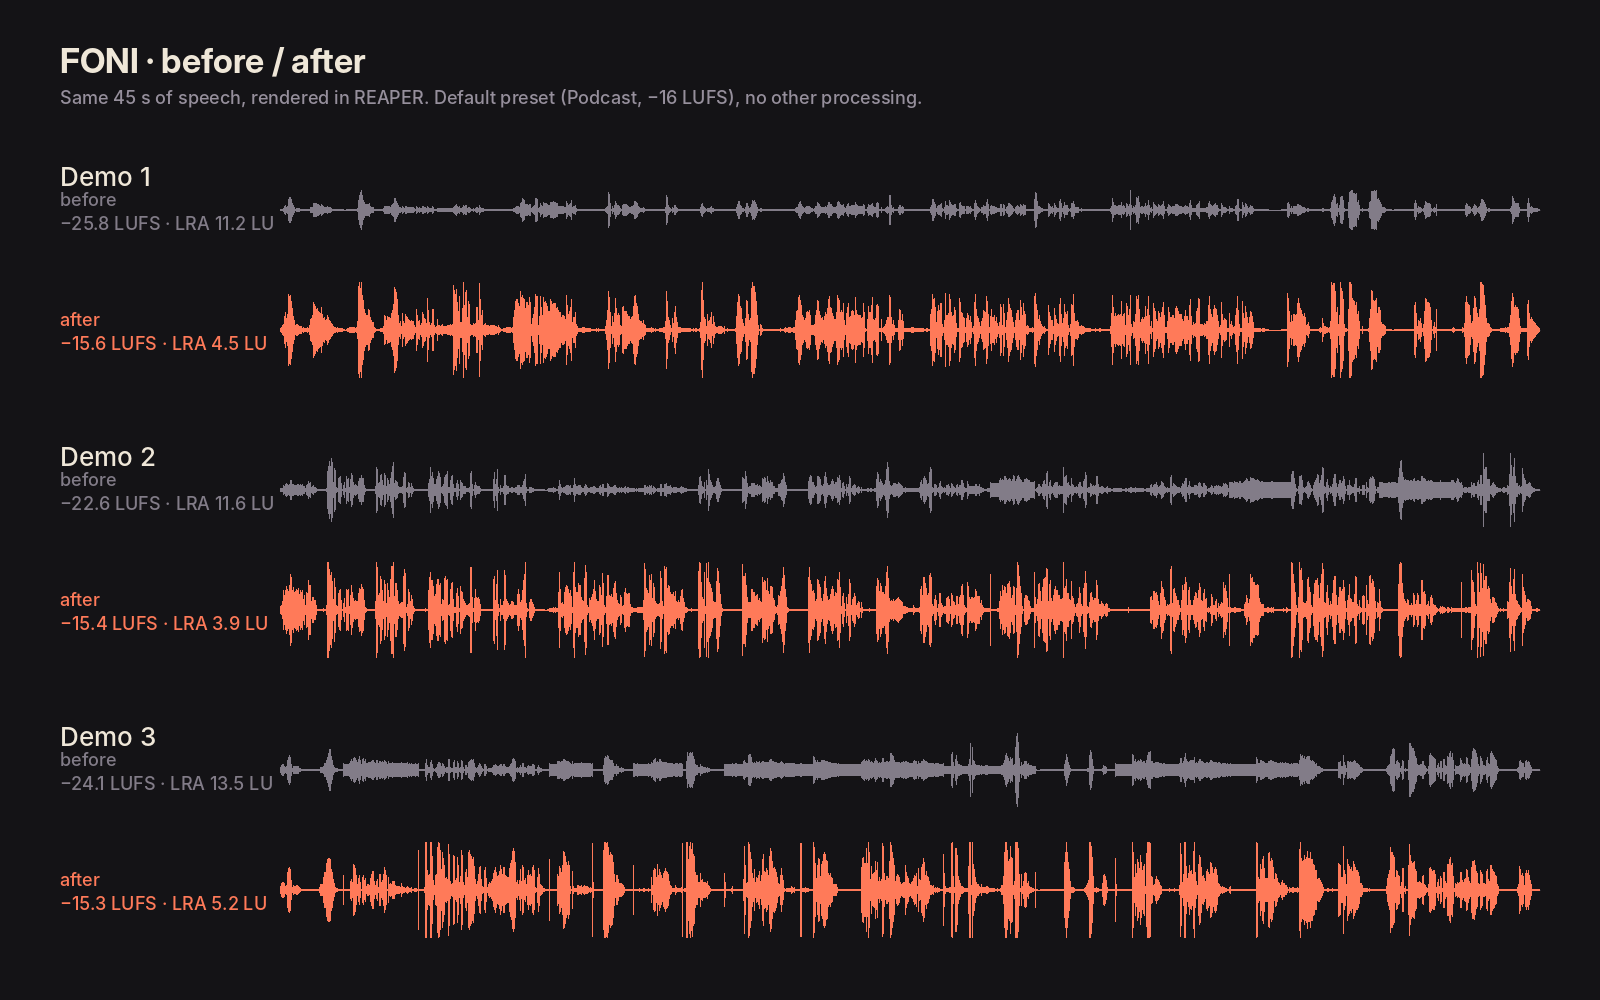 FONI · before / after
Same 45 s of speech, rendered in REAPER. Default preset (Podcast, −16 LUFS), no other processing.
Demo 1
before
−25.8 LUFS · LRA 11.2 LU
after
−15.6 LUFS · LRA 4.5 LU
Demo 2
before
−22.6 LUFS · LRA 11.6 LU
after
−15.4 LUFS · LRA 3.9 LU
Demo 3
before
−24.1 LUFS · LRA 13.5 LU
after
−15.3 LUFS · LRA 5.2 LU